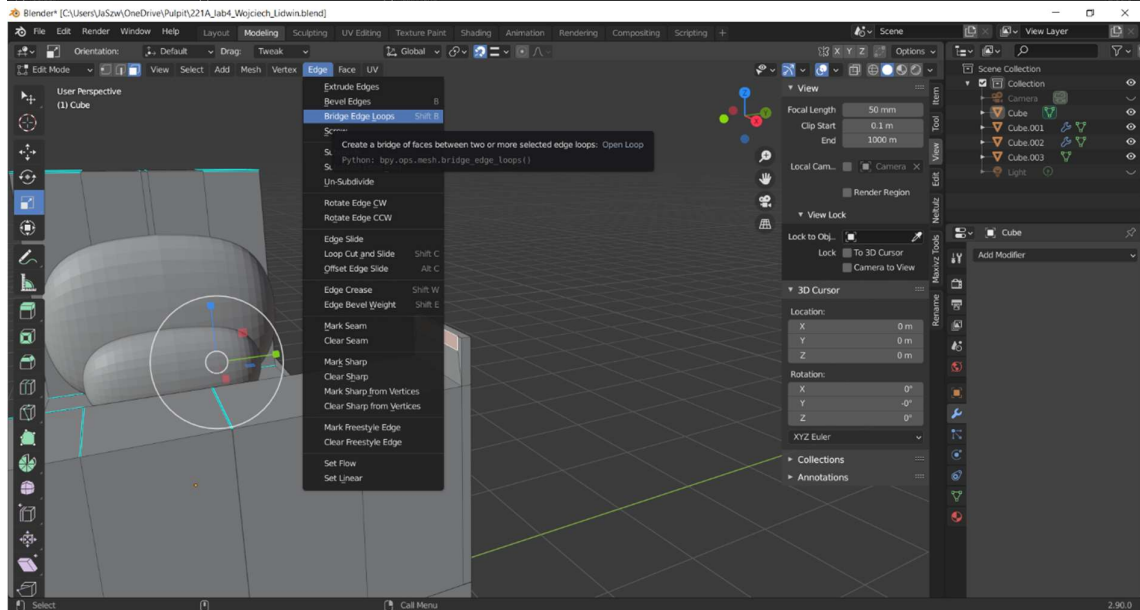 Blender* [C:\Users\JaSzw\OneDrive\Pulpit\221A_lab4_Wojciech_Lidwin.blend]
File Edit Render Window Help Layout Modeling Sculpting UV Editing Texture Paint Shading Animation Rendering Compositing Scripting + Scene View Layer
Orientation: Default Drag: Tweak Global X Y Z Options
Edit Mode View Select Add Mesh Vertex Edge Face UV
User Perspective
(1) Cube
Extrude Edges
Bevel Edges B
Bridge Edge Loops Shift B
Screw
Create a bridge of faces between two or more selected edge loops: Open Loop
Python: bpy.ops.mesh.bridge_edge_loops()
Un-Subdivide
Rotate Edge CW
Rotate Edge CCW
Edge Slide
Loop Cut and Slide Shift C
Offset Edge Slide Alt C
Edge Crease Shift W
Edge Bevel Weight Shift E
Mark Seam
Clear Seam
Mark Sharp
Clear Sharp
Mark Sharp from Vertices
Clear Sharp from Vertices
Mark Freestyle Edge
Clear Freestyle Edge
Set Flow
Set Linear
Z
Y
X
View
Focal Length 50 mm
Clip Start 0.1 m
End 1000 m
Local Cam... Camera
Render Region
View Lock
Lock to Obj...
Lock To 3D Cursor
Camera to View
3D Cursor
Location:
X 0 m
Y 0 m
Z 0 m
Rotation:
X 0°
Y -0°
Z 0°
XYZ Euler
Collections
Annotations
Item
Tool
View
Edit
Neltulz
Maxivz Tools
Rename
Scene Collection
Collection
Camera
Cube
Cube.001
Cube.002
Cube.003
Light
Cube
Add Modifier
Select Call Menu 2.90.0